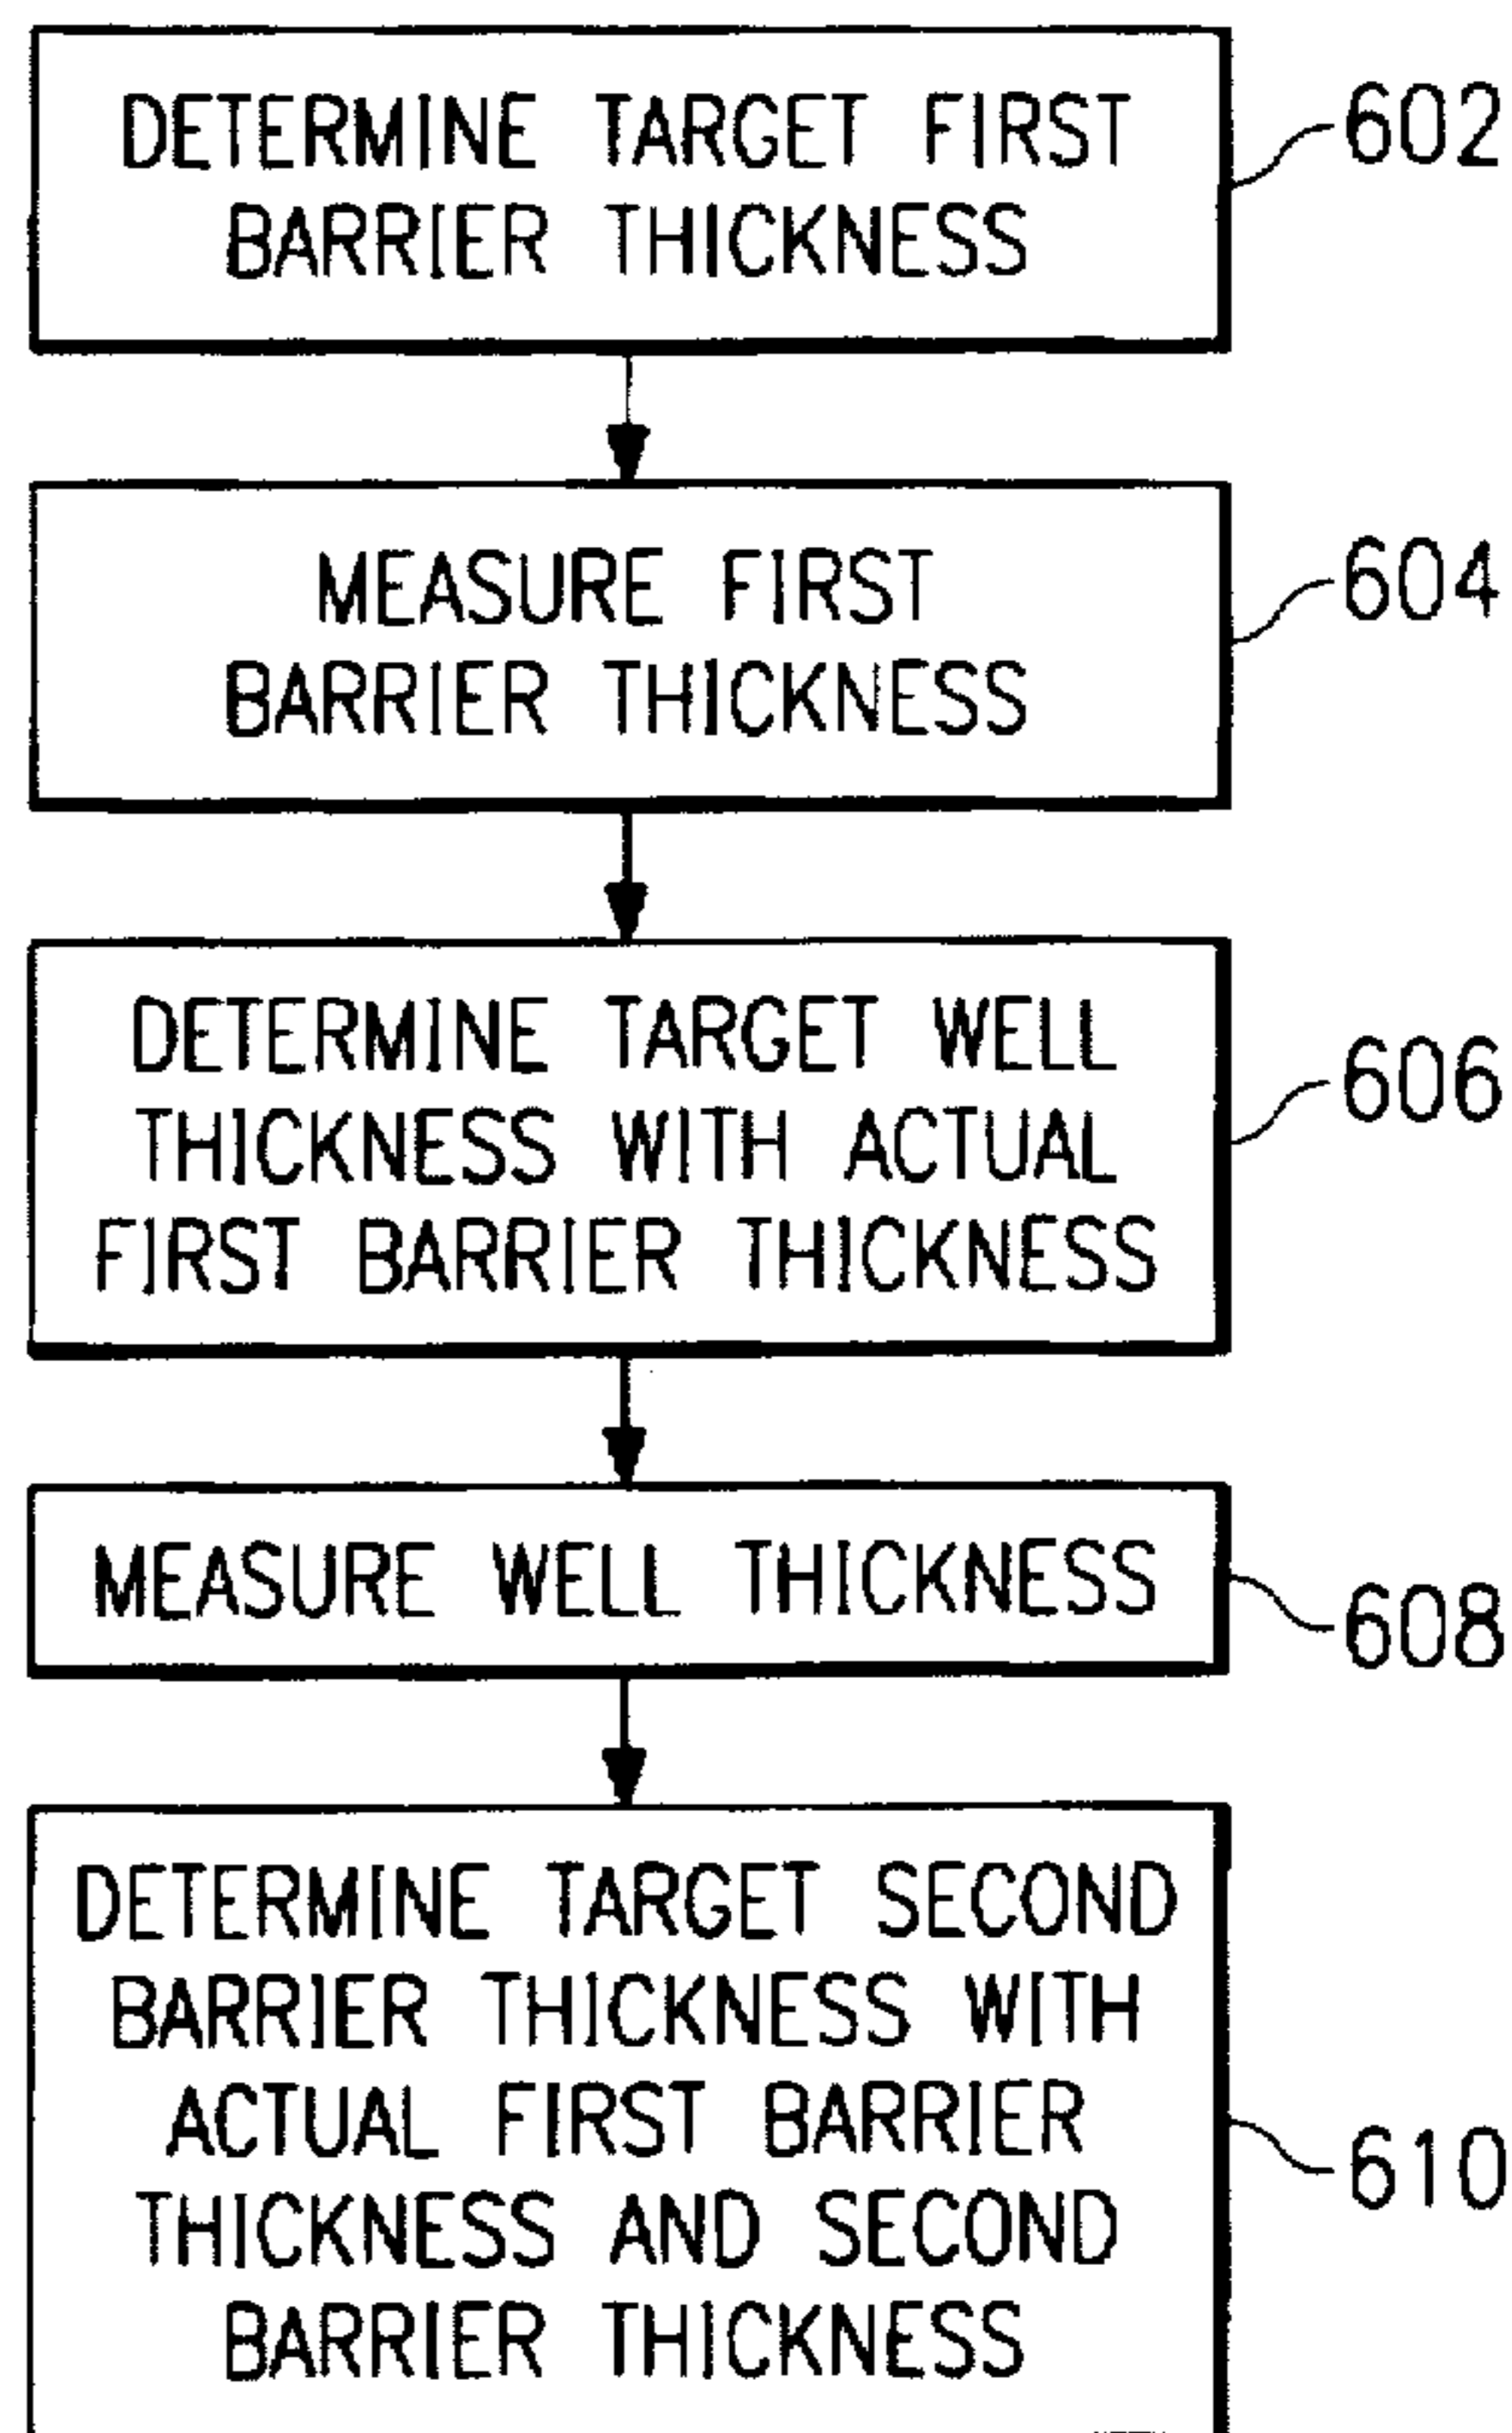 DETERMINE TARGET FIRST
BARRIER THICKNESS
602
MEASURE FIRST
BARRIER THICKNESS
604
DETERMINE TARGET WELL
THICKNESS WITH ACTUAL
FIRST BARRIER THICKNESS
606
MEASURE WELL THICKNESS
608
DETERMINE TARGET SECOND
BARRIER THICKNESS WITH
ACTUAL FIRST BARRIER
THICKNESS AND SECOND
BARRIER THICKNESS
610